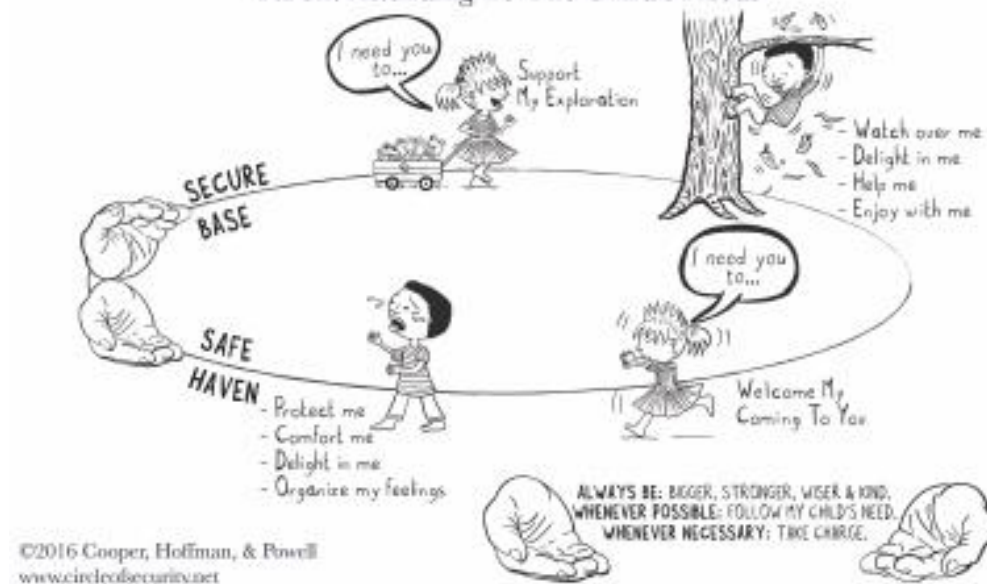 I need you
to...
Support
My Exploration
- Watch over me
- Delight in me
- Help me
- Enjoy with me
SECURE
BASE
I need you
to...
SAFE
HAVEN
- Protect me
- Comfort me
- Delight in me
- Organize my feelings
Welcome My
Coming To You
ALWAYS BE: BIGGER, STRONGER, WISER & KIND.
WHENEVER POSSIBLE: FOLLOW MY CHILD'S NEED.
WHENEVER NECESSARY: TAKE CHARGE.
©2016 Cooper, Hoffman, & Powell
www.circleofsecurity.net